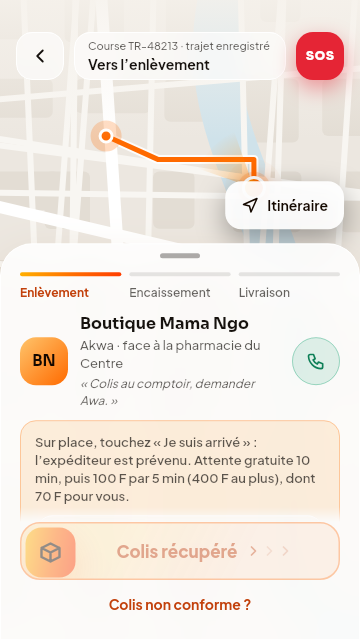 Course TR-48213 · trajet enregistré
Vers l’enlèvement
SOS
Itinéraire
Enlèvement
Encaissement
Livraison
BN
Boutique Mama Ngo
Akwa · face à la pharmacie du
Centre
« Colis au comptoir, demander
Awa. »
Sur place, touchez « Je suis arrivé » :
l’expéditeur est prévenu. Attente gratuite 10
min, puis 100 F par 5 min (400 F au plus), dont
70 F pour vous.
Colis récupéré
Colis non conforme ?